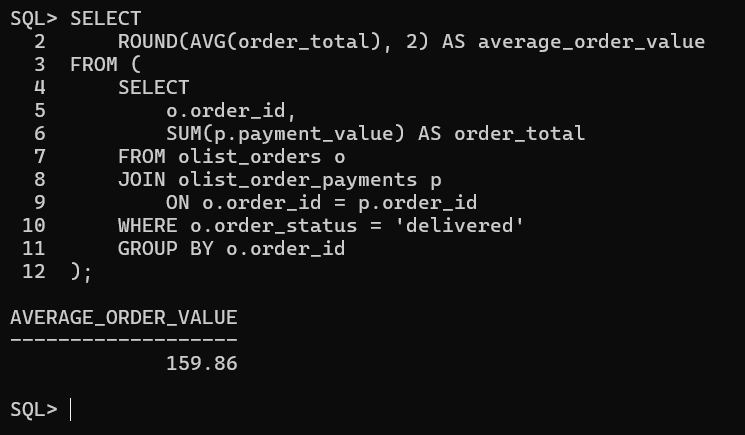 SQL> SELECT
  2      ROUND(AVG(order_total), 2) AS average_order_value
  3  FROM (
  4      SELECT
  5          o.order_id,
  6          SUM(p.payment_value) AS order_total
  7      FROM olist_orders o
  8      JOIN olist_order_payments p
  9          ON o.order_id = p.order_id
 10      WHERE o.order_status = 'delivered'
 11      GROUP BY o.order_id
 12  );
AVERAGE_ORDER_VALUE
-------------------
             159.86
SQL>